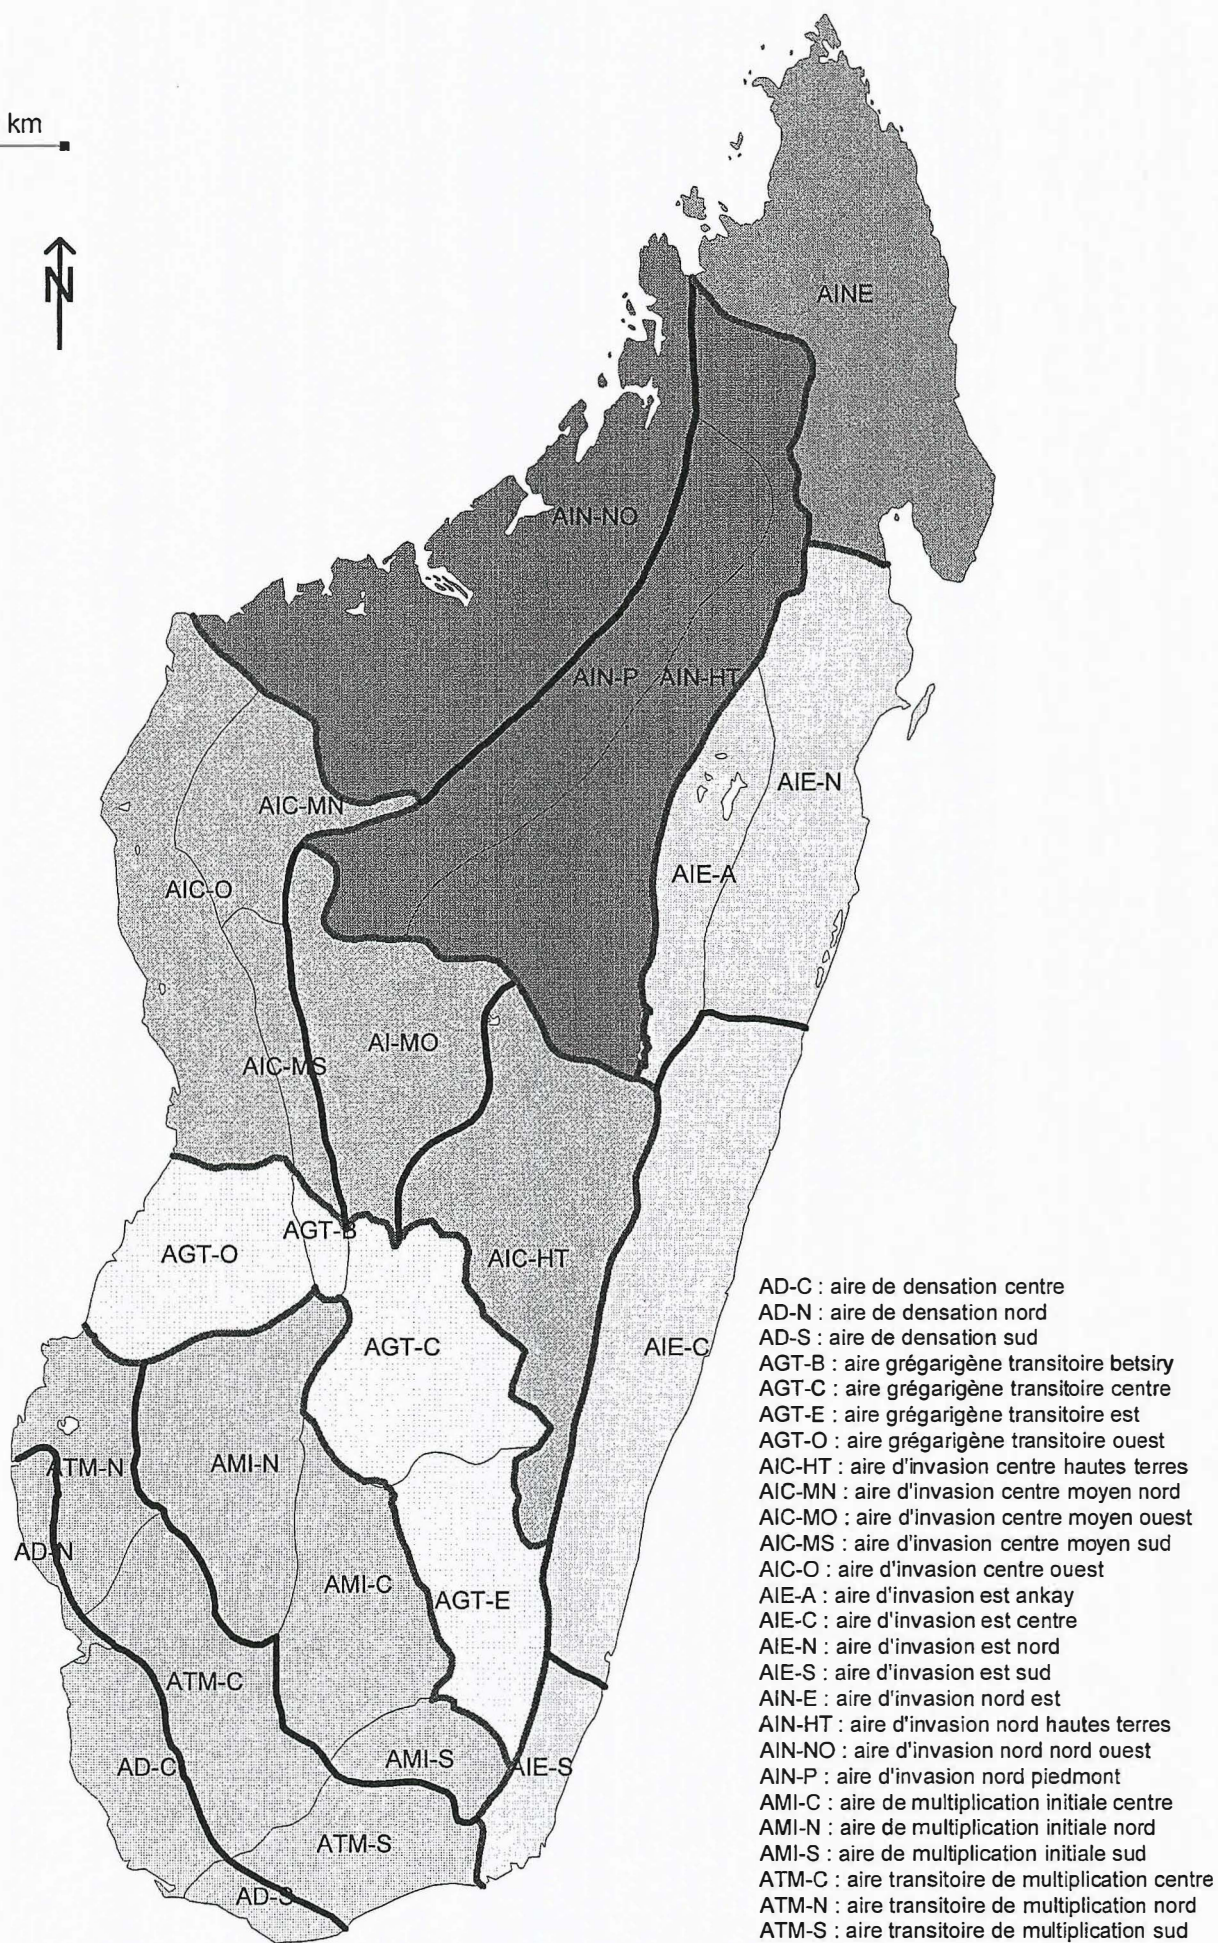 km
N
AINE
AIN-NO
AIN-P
AIN-HT
AIC-MN
AIE-N
AIC-O
AIE-A
AI-MO
AIC-MS
AGT-B
AGT-O
AIC-HT
AGT-C
AIE-C
ATM-N
AMI-N
AD-N
AMI-C
AGT-E
ATM-C
AD-C
AMI-S
AIE-S
ATM-S
AD-S
AD-C : aire de densation centre
AD-N : aire de densation nord
AD-S : aire de densation sud
AGT-B : aire grégarigène transitoire betsiry
AGT-C : aire grégarigène transitoire centre
AGT-E : aire grégarigène transitoire est
AGT-O : aire grégarigène transitoire ouest
AIC-HT : aire d'invasion centre hautes terres
AIC-MN : aire d'invasion centre moyen nord
AIC-MO : aire d'invasion centre moyen ouest
AIC-MS : aire d'invasion centre moyen sud
AIC-O : aire d'invasion centre ouest
AIE-A : aire d'invasion est ankay
AIE-C : aire d'invasion est centre
AIE-N : aire d'invasion est nord
AIE-S : aire d'invasion est sud
AIN-E : aire d'invasion nord est
AIN-HT : aire d'invasion nord hautes terres
AIN-NO : aire d'invasion nord nord ouest
AIN-P : aire d'invasion nord piedmont
AMI-C : aire de multiplication initiale centre
AMI-N : aire de multiplication initiale nord
AMI-S : aire de multiplication initiale sud
ATM-C : aire transitoire de multiplication centre
ATM-N : aire transitoire de multiplication nord
ATM-S : aire transitoire de multiplication sud